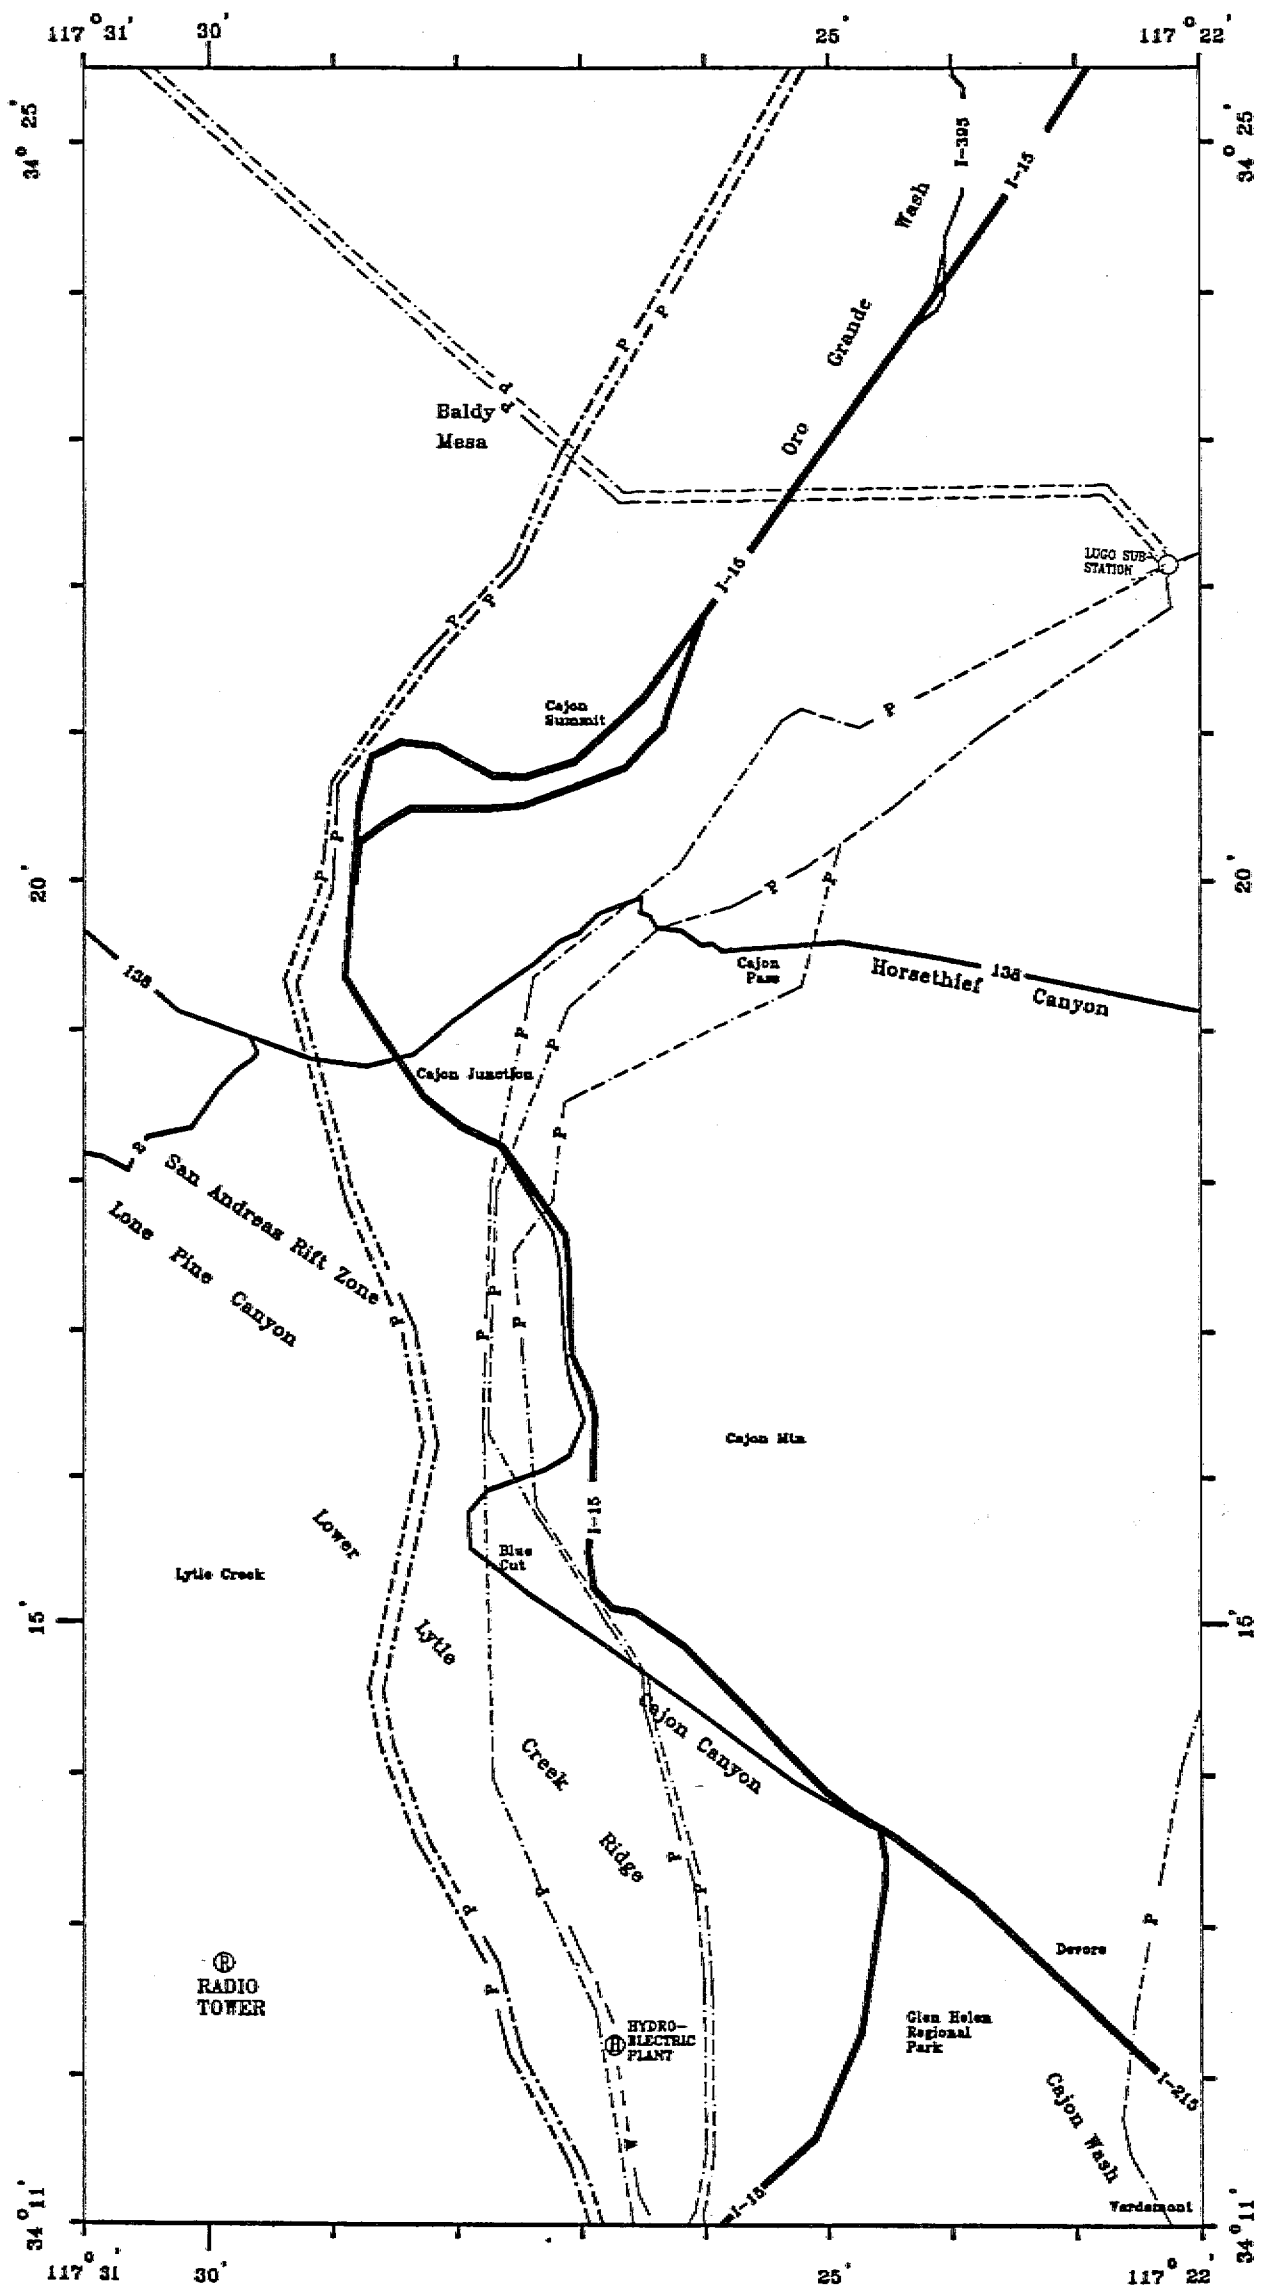 117° 31'
30'
25'
117° 22'
34° 25'
34° 25'
I-395
I-15
Wash
Grande
P
P
P
P
Baldy
Mesa
Oro
LUGO SUB-
STATION
I-15
P
P
Cajon
Summit
P
P
P
20'
20'
P
P
P
138
Cajon
Pass
Horsethief
138
Canyon
P
P
Cajon Junction
P
2
San Andreas Rift Zone
Lone Pine Canyon
P
P
P
P
Cajon Mtn
I-15
Lower
Blue
Cut
Lytle Creek
15'
15'
Lytle
Cajon Canyon
Creek
Ridge
P
P
P
P
P
Devore
R
RADIO
TOWER
P
Glen Helen
Regional
Park
HYDRO-
ELECTRIC
PLANT
H
I-215
Cajon Wash
A
I-15
Verdemont
34° 11'
34° 11'
117° 31'
30'
25'
117° 22'